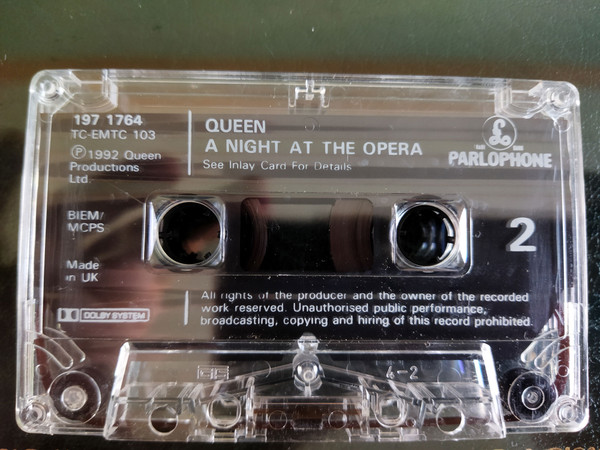 197 1764
TC-EMTC 103
Ⓟ1992 Queen
Productions
Ltd.
BIEM/
MCPS
Made
in UK
DOLBY SYSTEM
QUEEN
A NIGHT AT THE OPERA
See Inlay Card For Details
PARLOPHONE
2
All rights of the producer and the owner of the recorded
work reserved. Unauthorised public performance,
broadcasting, copying and hiring of this record prohibited.
4-2